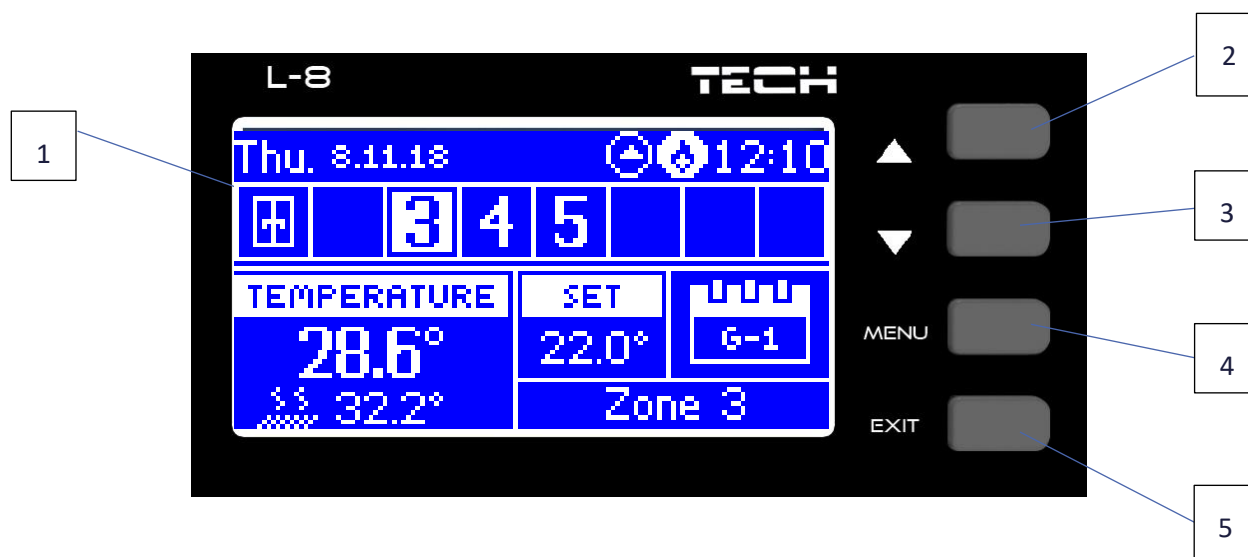 L-8 TECH
Thu. 8.11.18 12:10
3 4 5
TEMPERATURE SET
28.6° 22.0° G-1
32.2° Zone 3
MENU
EXIT
1
2
3
4
5